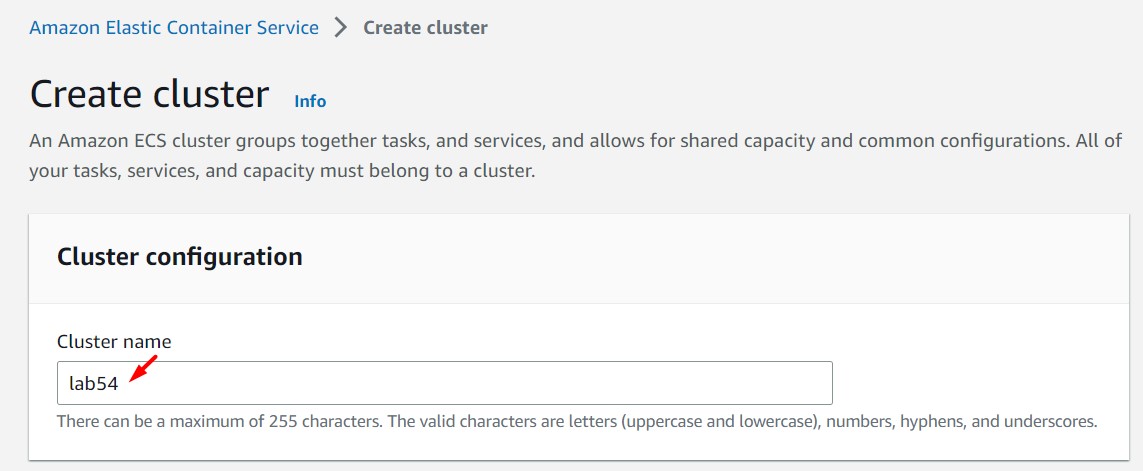 Amazon Elastic Container Service > Create cluster
Create cluster Info
An Amazon ECS cluster groups together tasks, and services, and allows for shared capacity and common configurations. All of
your tasks, services, and capacity must belong to a cluster.
Cluster configuration
Cluster name
lab54
There can be a maximum of 255 characters. The valid characters are letters (uppercase and lowercase), numbers, hyphens, and underscores.